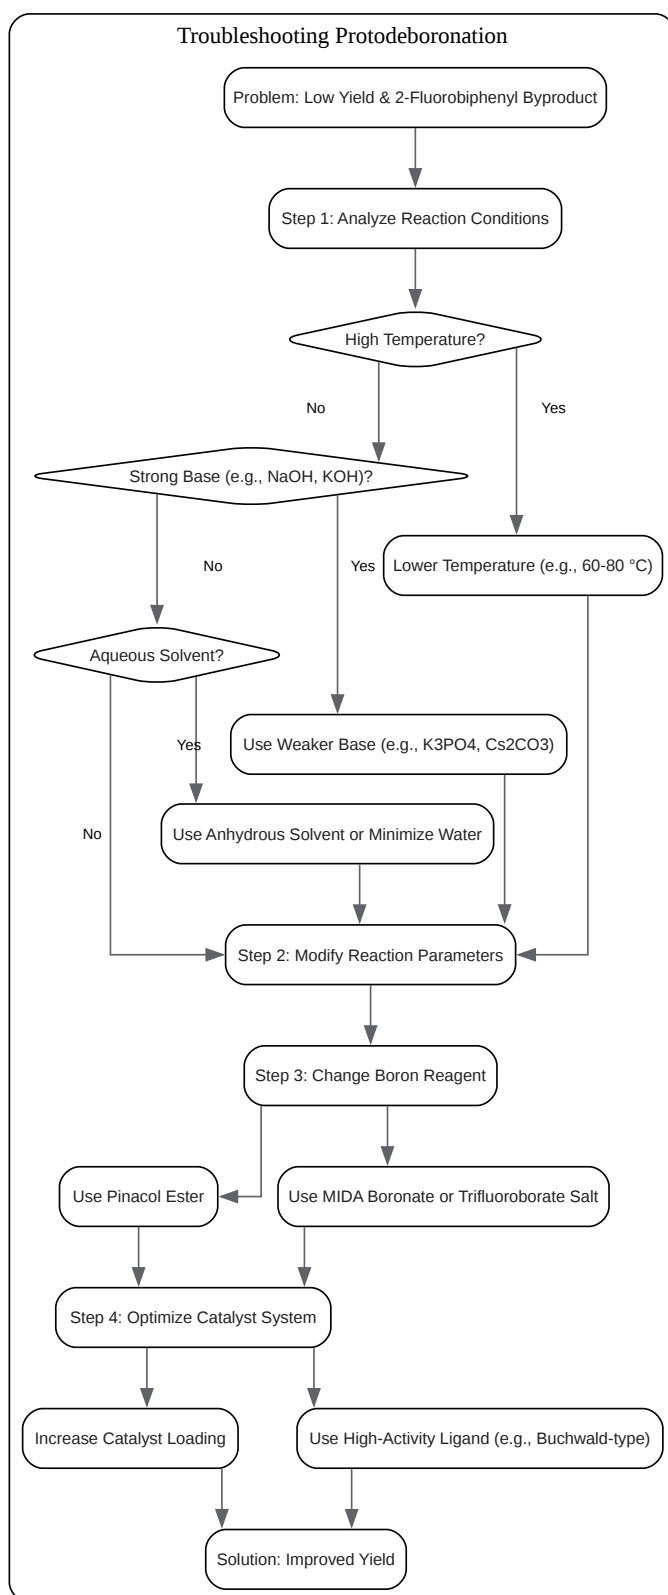 Troubleshooting Protodeboronation
Problem: Low Yield & 2-Fluorobiphenyl Byproduct
Step 1: Analyze Reaction Conditions
High Temperature?
No
Yes
Strong Base (e.g., NaOH, KOH)?
No
Yes
Lower Temperature (e.g., 60-80 °C)
Aqueous Solvent?
Yes
Use Weaker Base (e.g., K3PO4, Cs2CO3)
No
Use Anhydrous Solvent or Minimize Water
Step 2: Modify Reaction Parameters
Step 3: Change Boron Reagent
Use Pinacol Ester
Use MIDA Boronate or Trifluoroborate Salt
Step 4: Optimize Catalyst System
Increase Catalyst Loading
Use High-Activity Ligand (e.g., Buchwald-type)
Solution: Improved Yield